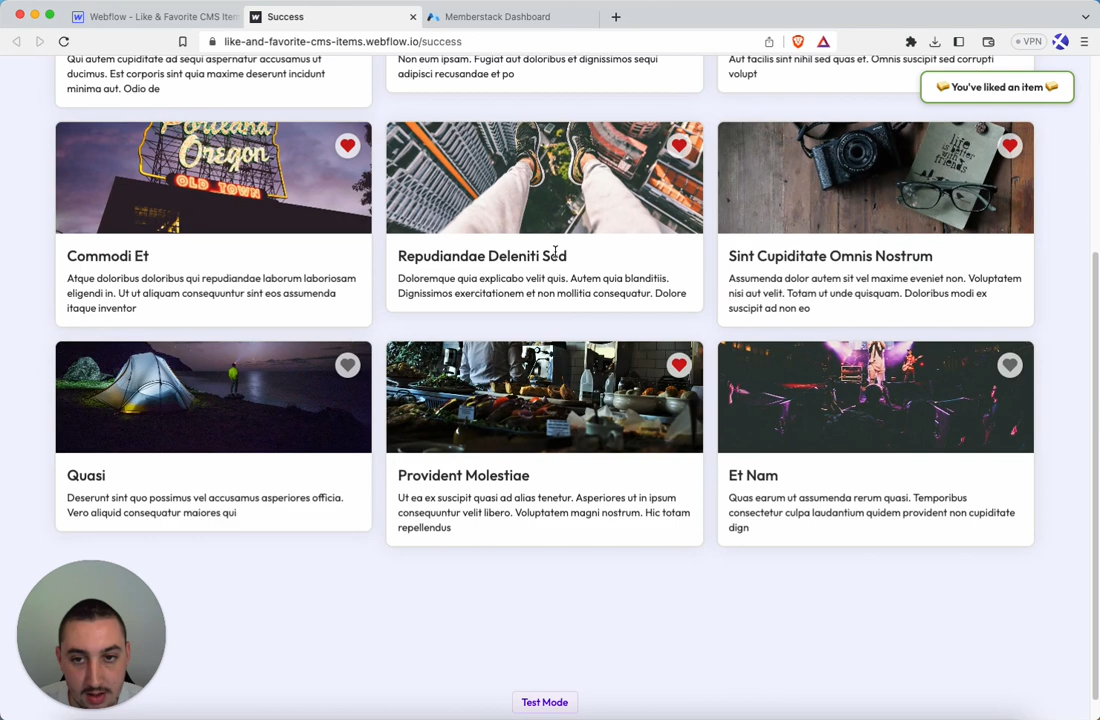 Webflow - Like & Favorite CMS Item
Success
Memberstack Dashboard
like-and-favorite-cms-items.webflow.io/success
VPN
Qui autem cupiditate ad sequi aspernatur accusamus ut
ducimus. Est corporis sint quia maxime deserunt incidunt
minima aut. Odio de
Non eum ipsam. Fugiat aut doloribus et dignissimos sequi
adipisci recusandae et po
Aut facilis sint nihil sed quas et. Omnis suscipit sed corrupti
volupt
You've liked an item
Portland
Oregon
OLD TOWN
life
is better
with
friends
Commodi Et
Atque doloribus doloribus qui repudiandae laborum laboriosam
eligendi in. Ut ut aliquam consequuntur sint eos assumenda
itaque inventor
Repudiandae Deleniti Sed
Doloremque quia explicabo velit quis. Autem quia blanditiis.
Dignissimos exercitationem et non mollitia consequatur. Dolore
Sint Cupiditate Omnis Nostrum
Assumenda dolor autem sit vel maxime eveniet non. Voluptatem
nisi aut velit. Totam ut unde quisquam. Doloribus modi ex
suscipit ad non eo
Quasi
Deserunt sint quo possimus vel accusamus asperiores officia.
Vero aliquid consequatur maiores qui
Provident Molestiae
Ut ea ex suscipit quasi ad alias tenetur. Asperiores ut in ipsum
consequuntur velit libero. Voluptatem magni nostrum. Hic totam
repellendus
Et Nam
Quas earum ut assumenda rerum quasi. Temporibus
consectetur culpa laudantium quidem provident non cupiditate
dign
Test Mode